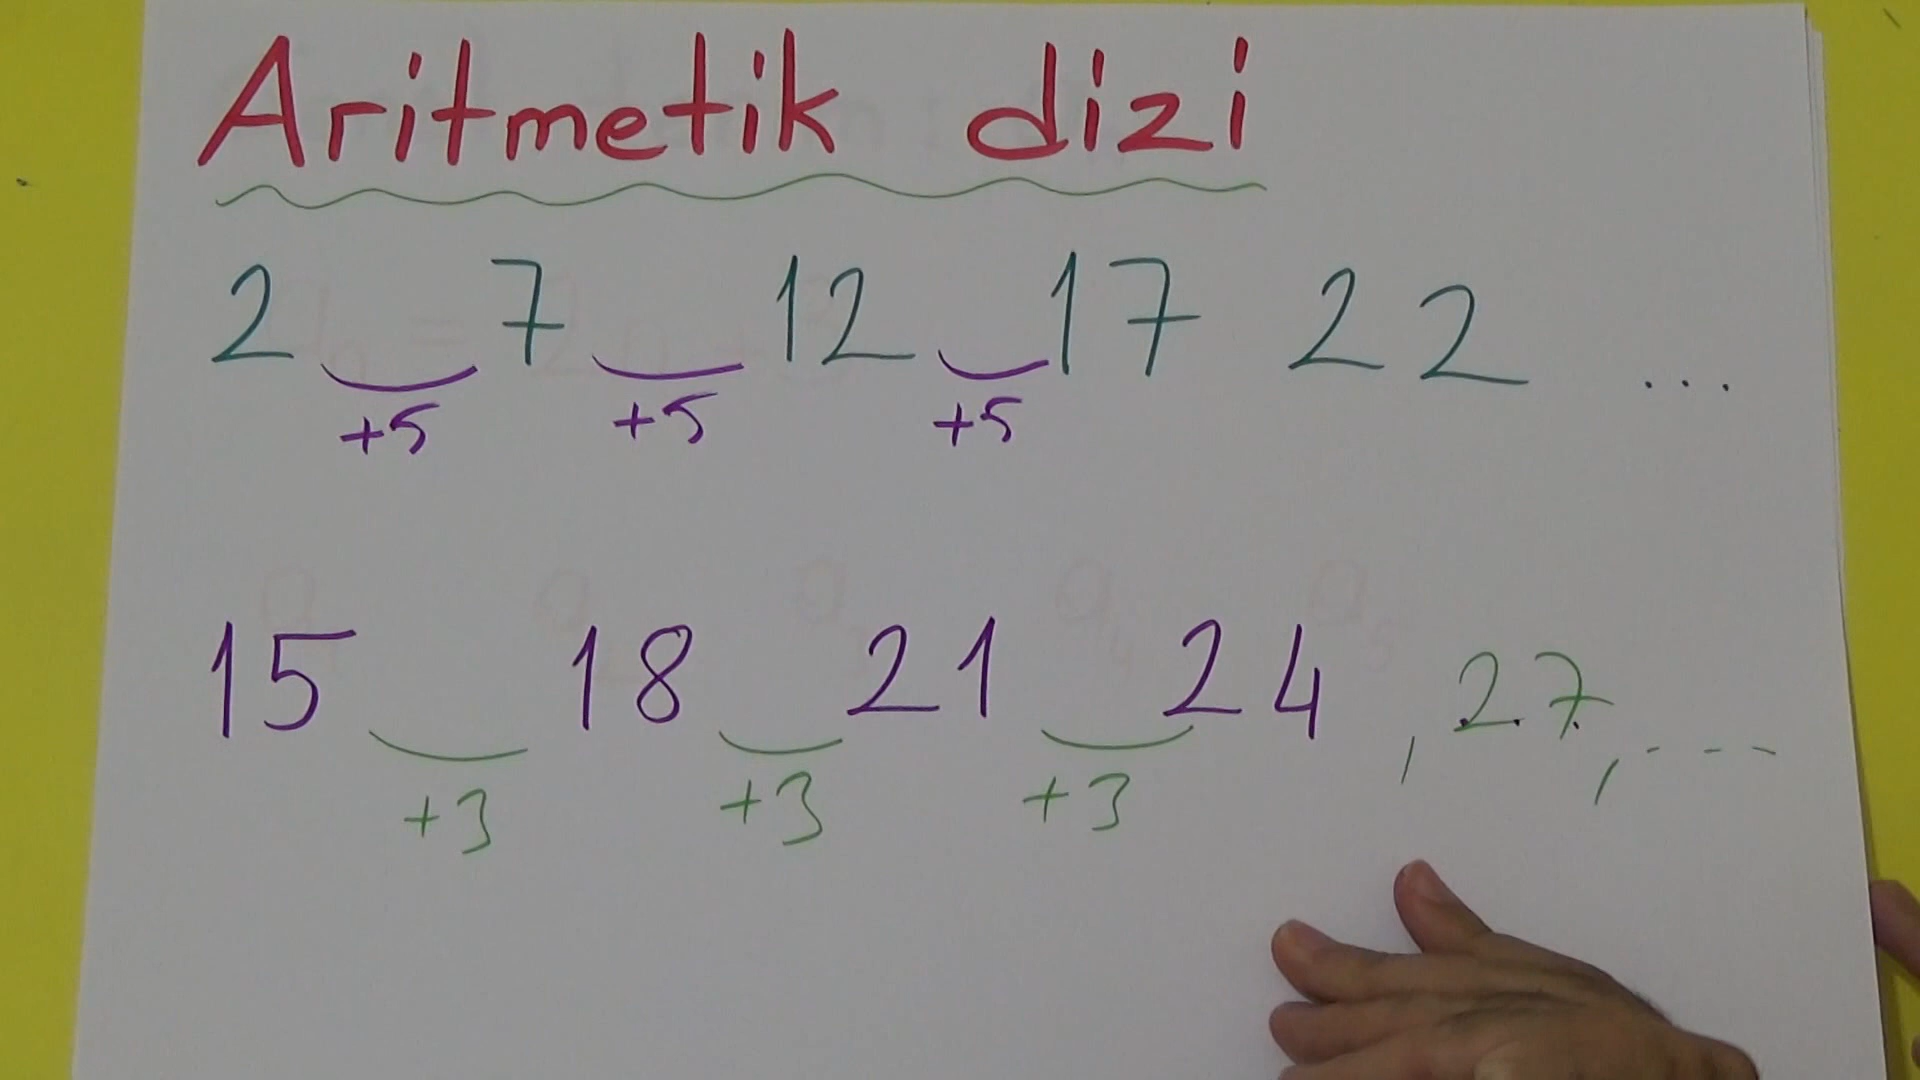 Aritmetik dizi
2 7 12 17 22 ...
+5 +5 +5
15 18 21 24 , 27, ---
+3 +3 +3